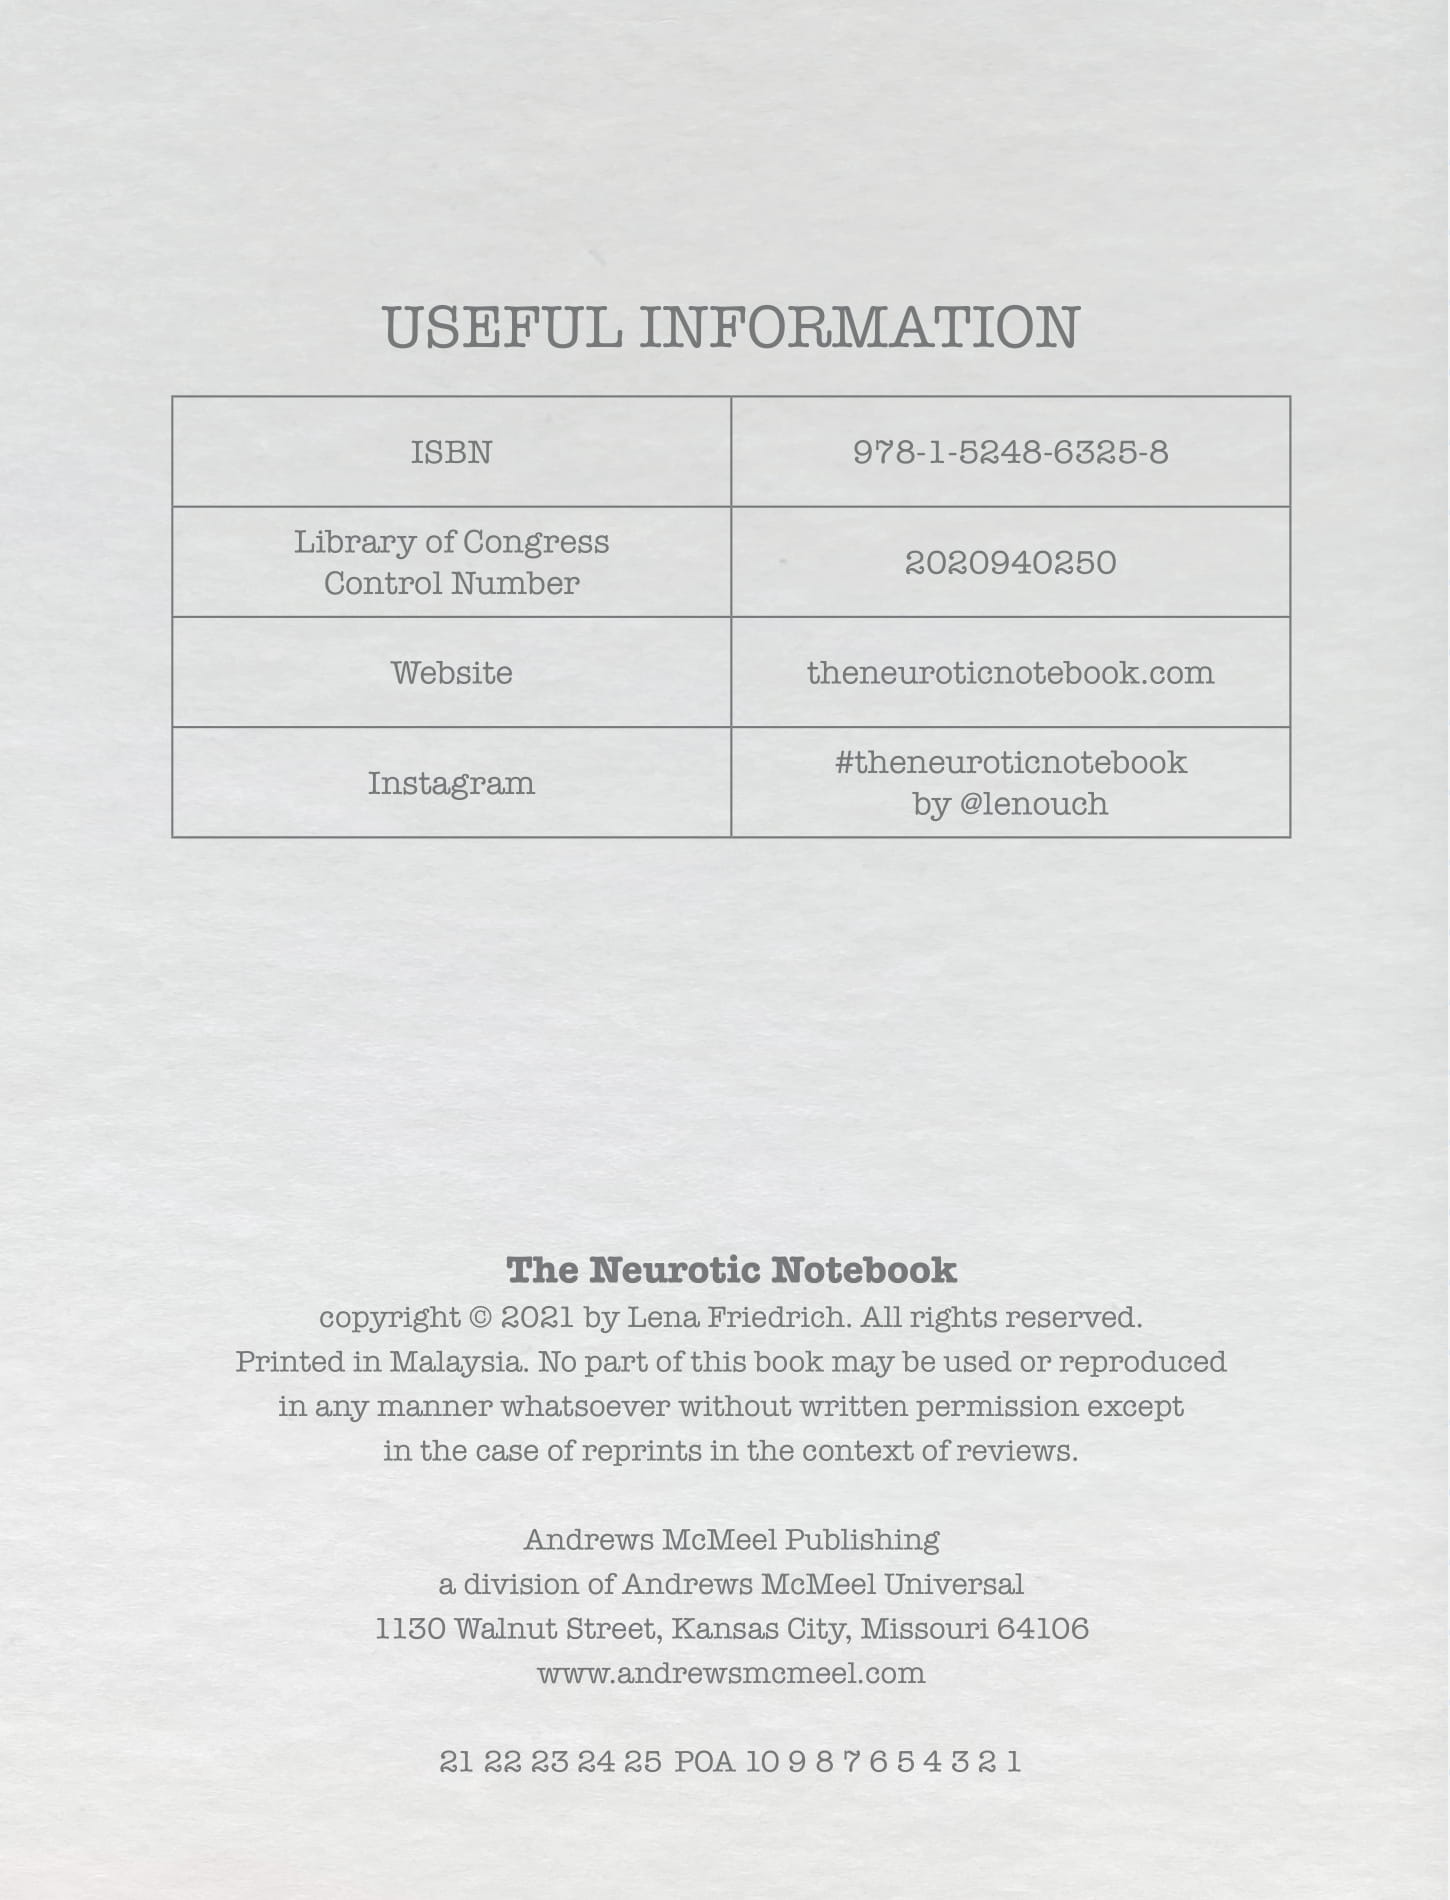 USEFUL INFORMATION
ISBN
978-1-5248-6325-8
Library of Congress
Control Number
2020940250
Website
theneuroticnotebook.com
Instagram
#theneuroticnotebook
by @lenouch
The Neurotic Notebook
copyright © 2021 by Lena Friedrich. All rights reserved.
Printed in Malaysia. No part of this book may be used or reproduced
in any manner whatsoever without written permission except
in the case of reprints in the context of reviews.
Andrews McMeel Publishing
a division of Andrews McMeel Universal
1130 Walnut Street, Kansas City, Missouri 64106
www.andrewsmcmeel.com
21 22 23 24 25 POA 10 9 8 7 6 5 4 3 2 1